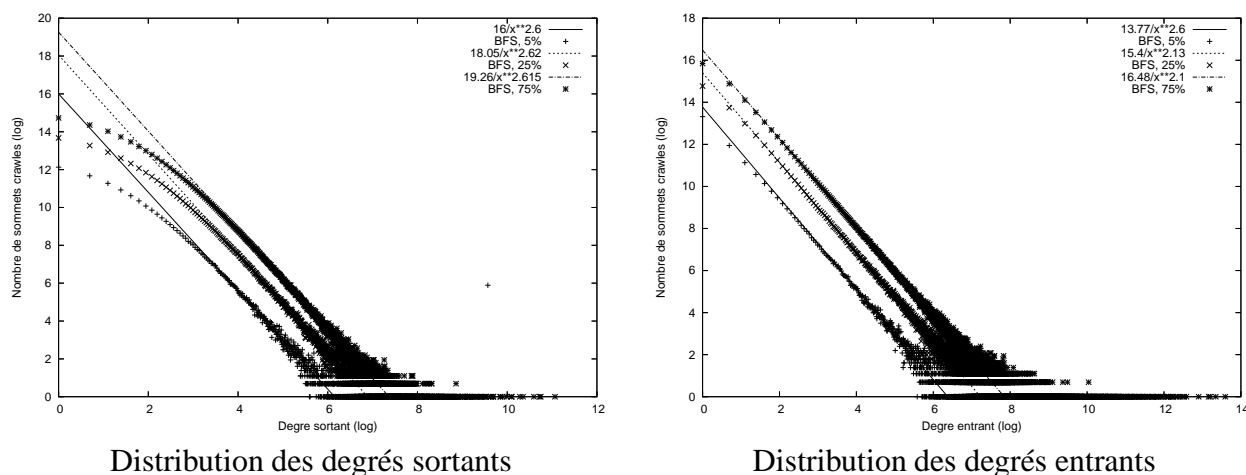 20
18
16
14
12
10
8
6
4
2
0
0 2 4 6 8 10 12
Nombre de sommets crawles (log)
Degre sortant (log)
16/x**2.6
BFS, 5%
18.05/x**2.62
BFS, 25%
19.26/x**2.615
BFS, 75%
Distribution des degrés sortants
18
16
14
12
10
8
6
4
2
0
0 2 4 6 8 10 12 14
Nombre de sommets crawles (log)
Degre entrant (log)
13.77/x**2.6
BFS, 5%
15.4/x**2.13
BFS, 25%
16.48/x**2.1
BFS, 75%
Distribution des degrés entrants